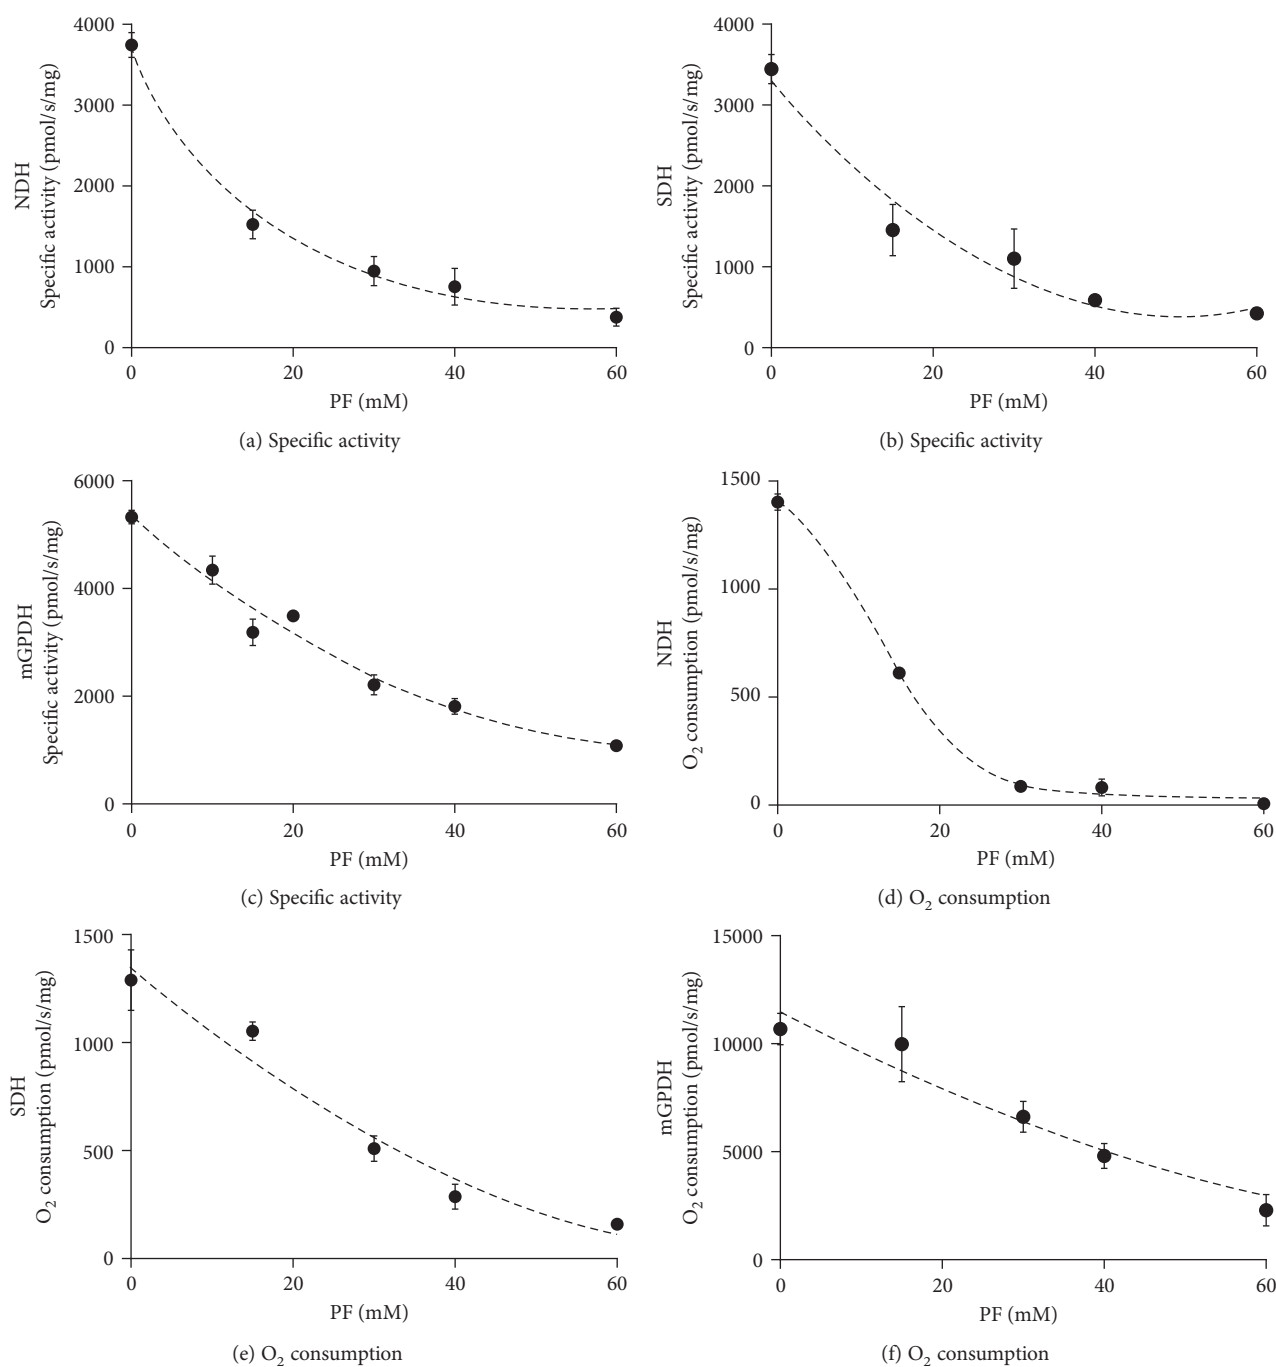 NDH
Specific activity (pmol/s/mg)
4000
3000
2000
1000
0
0 20 40 60
PF (mM)
(a) Specific activity
SDH
Specific activity (pmol/s/mg)
4000
3000
2000
1000
0
0 20 40 60
PF (mM)
(b) Specific activity
mGPDH
Specific activity (pmol/s/mg)
6000
4000
2000
0
0 20 40 60
PF (mM)
(c) Specific activity
NDH
O₂ consumption (pmol/s/mg)
1500
1000
500
0
0 20 40 60
PF (mM)
(d) O₂ consumption
SDH
O₂ consumption (pmol/s/mg)
1500
1000
500
0
0 20 40 60
PF (mM)
(e) O₂ consumption
mGPDH
O₂ consumption (pmol/s/mg)
15000
10000
5000
0
0 20 40 60
PF (mM)
(f) O₂ consumption